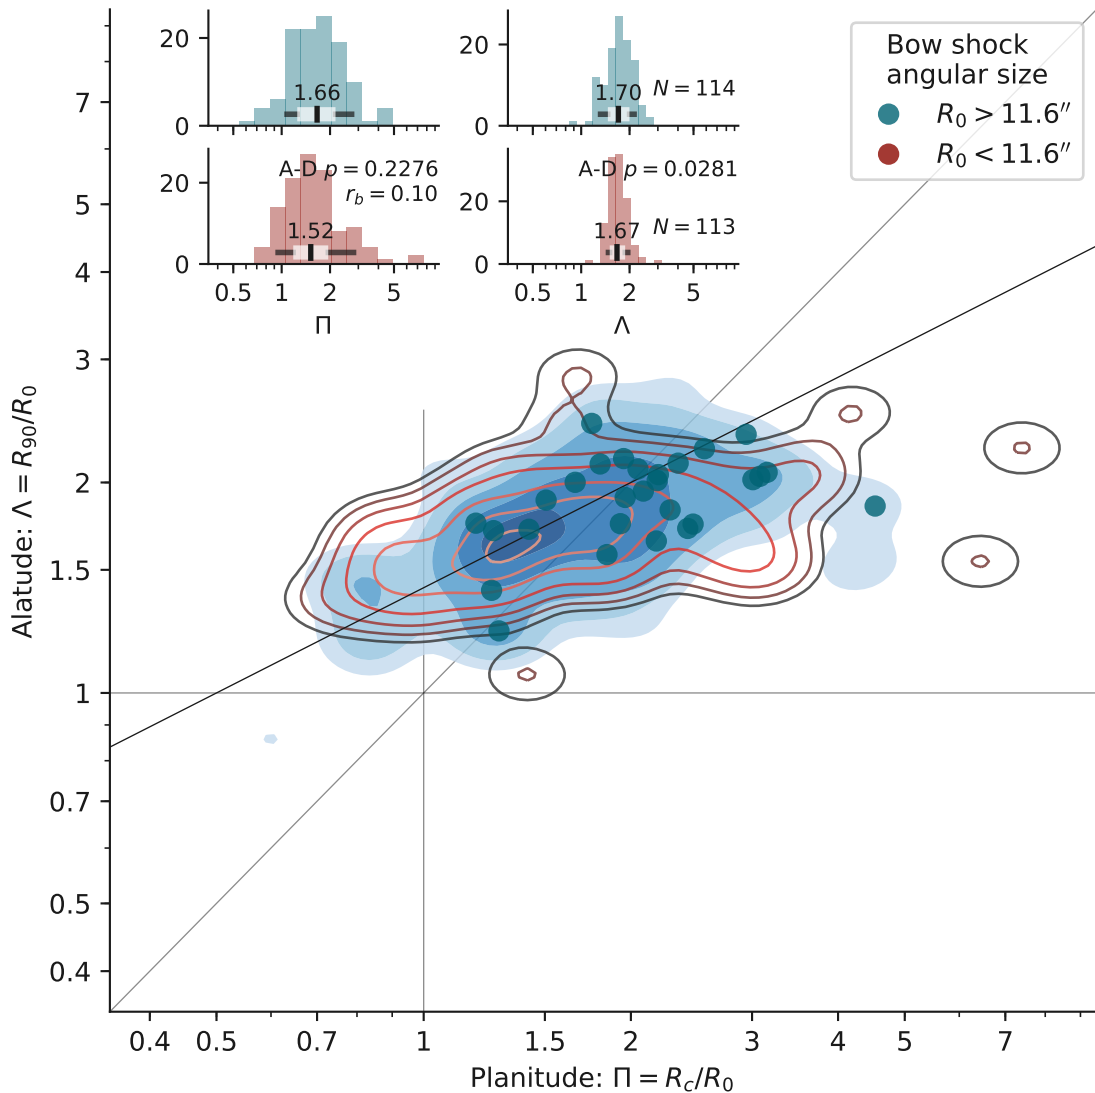 20
0
1.66
20
0
1.70
N = 114
Bow shock
angular size
R₀ > 11.6″
R₀ < 11.6″
20
0
A-D p = 0.2276
r_b = 0.10
1.52
0.5 1 2 5
Π
20
0
A-D p = 0.0281
N = 113
1.67
0.5 1 2 5
Λ
7
5
4
3
2
1.5
1
0.7
0.5
0.4
Alatude: Λ = R₉₀/R₀
0.4 0.5 0.7 1 1.5 2 3 4 5 7
Planitude: Π = R_c/R₀